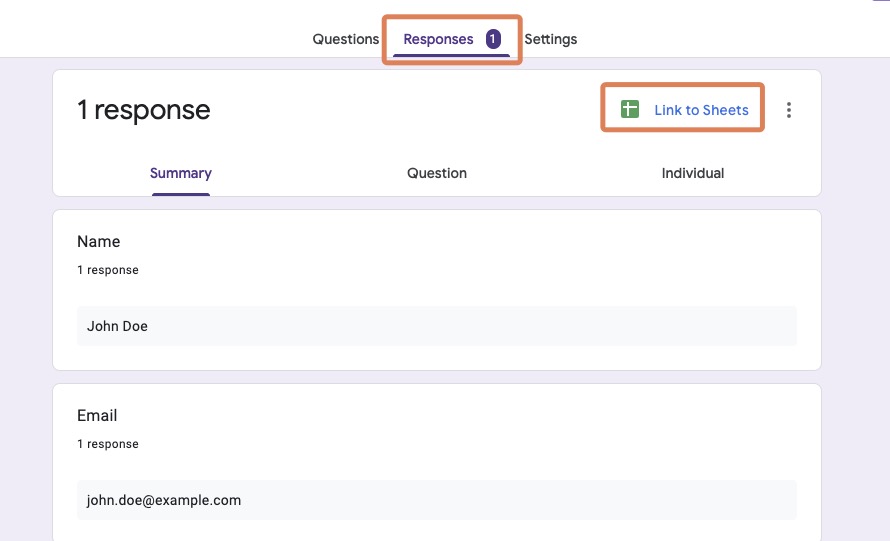 Questions Responses 1 Settings
1 response
Link to Sheets
Summary Question Individual
Name
1 response
John Doe
Email
1 response
john.doe@example.com